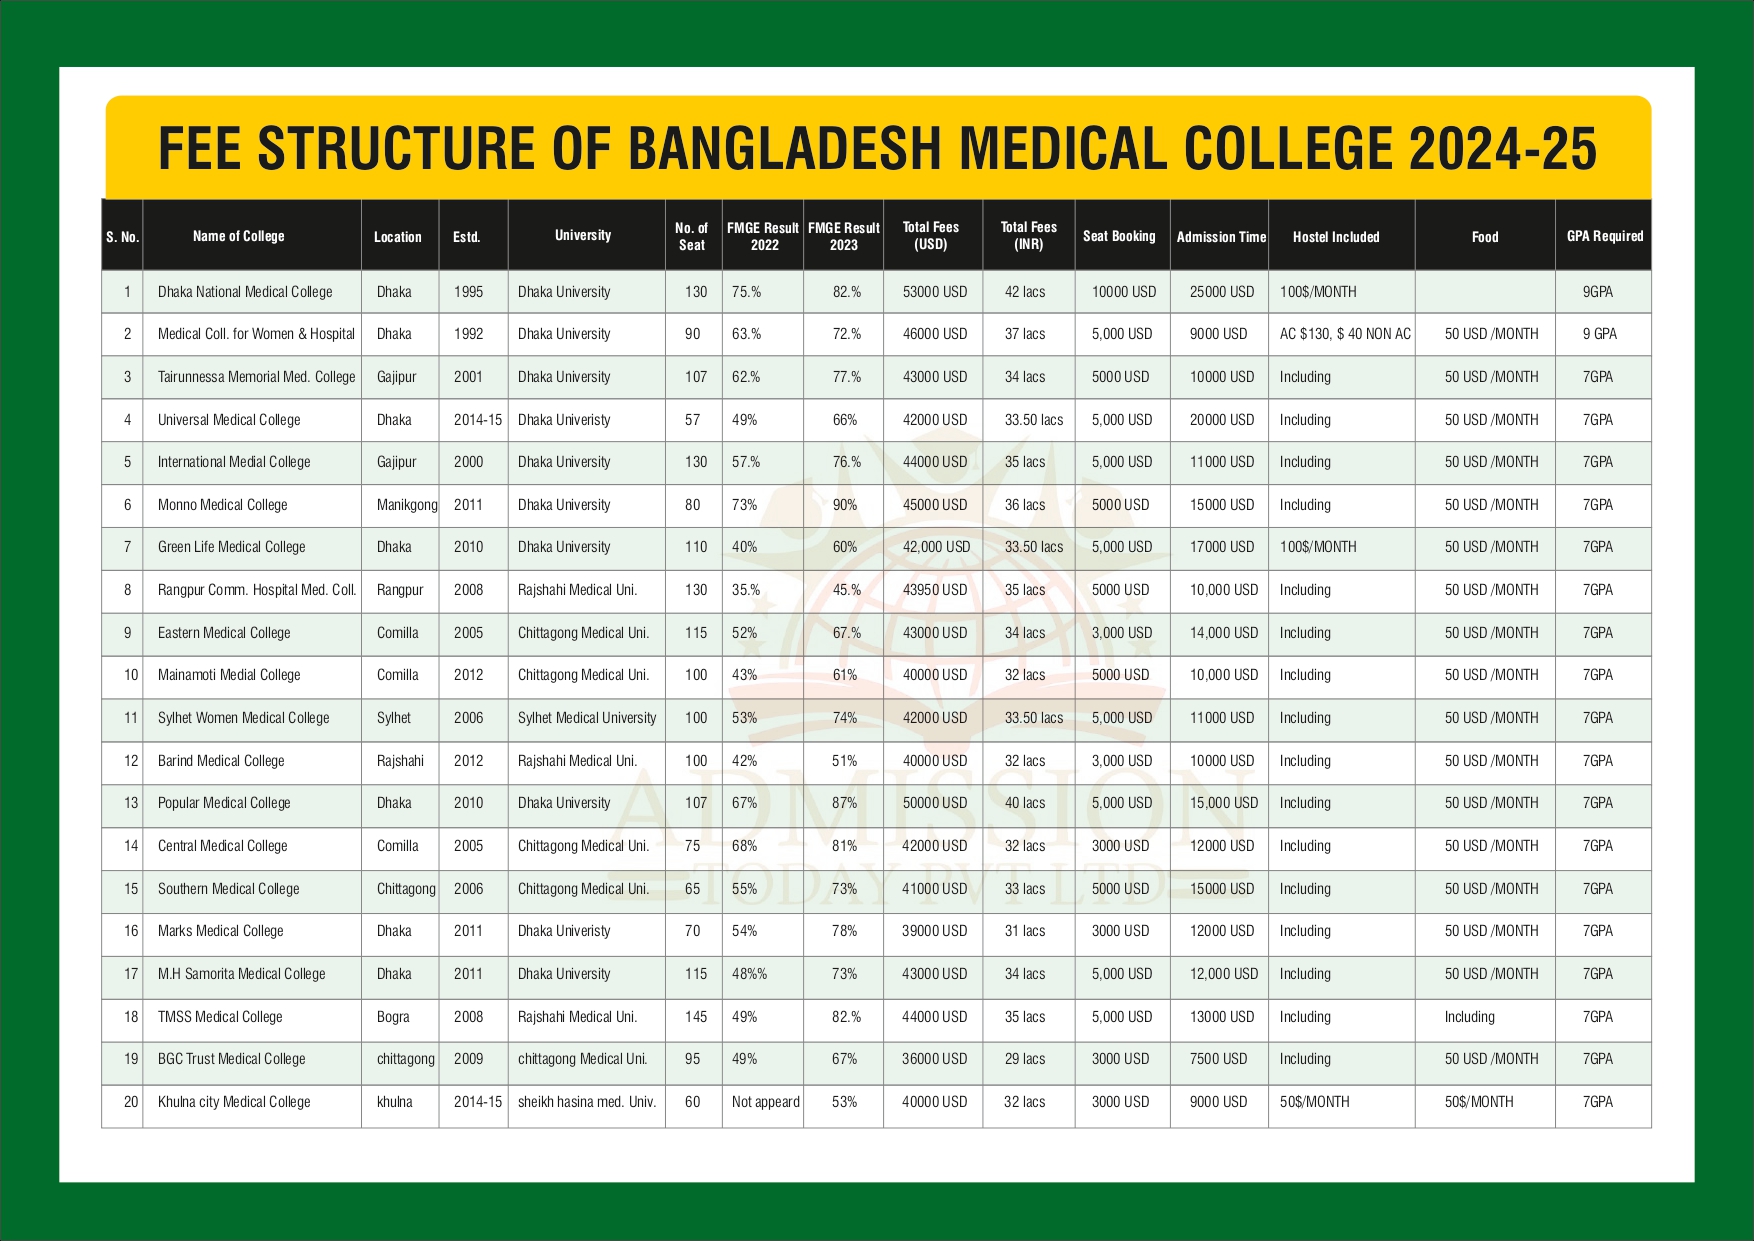 FEE STRUCTURE OF BANGLADESH MEDICAL COLLEGE 2024-25
S. No. Name of College Location Estd. University No. of Seat FMGE Result 2022 FMGE Result 2023 Total Fees (USD) Total Fees (INR) Seat Booking Admission Time Hostel Included Food GPA Required
1 Dhaka National Medical College Dhaka 1995 Dhaka University 130 75.% 82.% 53000 USD 42 lacs 10000 USD 25000 USD 100$/MONTH 9GPA
2 Medical Coll. for Women & Hospital Dhaka 1992 Dhaka University 90 63.% 72.% 46000 USD 37 lacs 5,000 USD 9000 USD AC $130, $ 40 NON AC 50 USD /MONTH 9 GPA
3 Tairunnessa Memorial Med. College Gajipur 2001 Dhaka University 107 62.% 77.% 43000 USD 34 lacs 5000 USD 10000 USD Including 50 USD /MONTH 7GPA
4 Universal Medical College Dhaka 2014-15 Dhaka Univeristy 57 49% 66% 42000 USD 33.50 lacs 5,000 USD 20000 USD Including 50 USD /MONTH 7GPA
5 International Medial College Gajipur 2000 Dhaka University 130 57.% 76.% 44000 USD 35 lacs 5,000 USD 11000 USD Including 50 USD /MONTH 7GPA
6 Monno Medical College Manikgong 2011 Dhaka University 80 73% 90% 45000 USD 36 lacs 5000 USD 15000 USD Including 50 USD /MONTH 7GPA
7 Green Life Medical College Dhaka 2010 Dhaka University 110 40% 60% 42,000 USD 33.50 lacs 5,000 USD 17000 USD 100$/MONTH 50 USD /MONTH 7GPA
8 Rangpur Comm. Hospital Med. Coll. Rangpur 2008 Rajshahi Medical Uni. 130 35.% 45.% 43950 USD 35 lacs 5000 USD 10,000 USD Including 50 USD /MONTH 7GPA
9 Eastern Medical College Comilla 2005 Chittagong Medical Uni. 115 52% 67.% 43000 USD 34 lacs 3,000 USD 14,000 USD Including 50 USD /MONTH 7GPA
10 Mainamoti Medial College Comilla 2012 Chittagong Medical Uni. 100 43% 61% 40000 USD 32 lacs 5000 USD 10,000 USD Including 50 USD /MONTH 7GPA
11 Sylhet Women Medical College Sylhet 2006 Sylhet Medical University 100 53% 74% 42000 USD 33.50 lacs 5,000 USD 11000 USD Including 50 USD /MONTH 7GPA
12 Barind Medical College Rajshahi 2012 Rajshahi Medical Uni. 100 42% 51% 40000 USD 32 lacs 3,000 USD 10000 USD Including 50 USD /MONTH 7GPA
13 Popular Medical College Dhaka 2010 Dhaka University 107 67% 87% 50000 USD 40 lacs 5,000 USD 15,000 USD Including 50 USD /MONTH 7GPA
14 Central Medical College Comilla 2005 Chittagong Medical Uni. 75 68% 81% 42000 USD 32 lacs 3000 USD 12000 USD Including 50 USD /MONTH 7GPA
15 Southern Medical College Chittagong 2006 Chittagong Medical Uni. 65 55% 73% 41000 USD 33 lacs 5000 USD 15000 USD Including 50 USD /MONTH 7GPA
16 Marks Medical College Dhaka 2011 Dhaka Univeristy 70 54% 78% 39000 USD 31 lacs 3000 USD 12000 USD Including 50 USD /MONTH 7GPA
17 M.H Samorita Medical College Dhaka 2011 Dhaka University 115 48%% 73% 43000 USD 34 lacs 5,000 USD 12,000 USD Including 50 USD /MONTH 7GPA
18 TMSS Medical College Bogra 2008 Rajshahi Medical Uni. 145 49% 82.% 44000 USD 35 lacs 5,000 USD 13000 USD Including Including 7GPA
19 BGC Trust Medical College chittagong 2009 chittagong Medical Uni. 95 49% 67% 36000 USD 29 lacs 3000 USD 7500 USD Including 50 USD /MONTH 7GPA
20 Khulna city Medical College khulna 2014-15 sheikh hasina med. Univ. 60 Not appeard 53% 40000 USD 32 lacs 3000 USD 9000 USD 50$/MONTH 50$/MONTH 7GPA
ADMISSION
TODAY PVT LTD